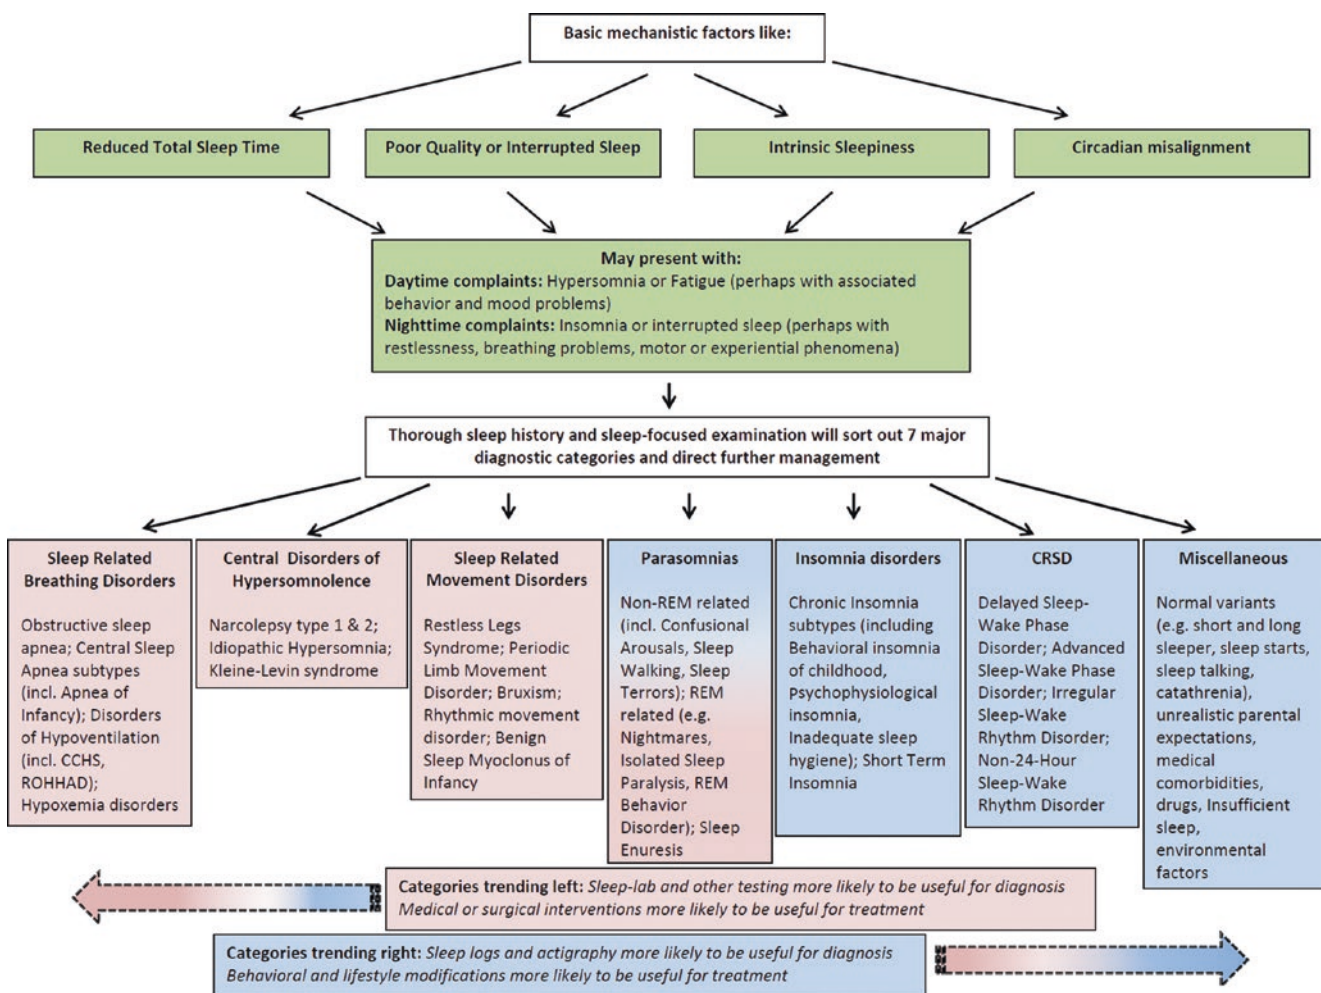 Basic mechanistic factors like:
Reduced Total Sleep Time
Poor Quality or Interrupted Sleep
Intrinsic Sleepiness
Circadian misalignment
May present with:
Daytime complaints: Hypersomnia or Fatigue (perhaps with associated
behavior and mood problems)
Nighttime complaints: Insomnia or interrupted sleep (perhaps with
restlessness, breathing problems, motor or experiential phenomena)
Thorough sleep history and sleep-focused examination will sort out 7 major
diagnostic categories and direct further management
Sleep Related
Breathing Disorders
Obstructive sleep
apnea; Central Sleep
Apnea subtypes
(incl. Apnea of
Infancy); Disorders
of Hypoventilation
(incl. CCHS,
ROHHAD);
Hypoxemia disorders
Central Disorders of
Hypersomnolence
Narcolepsy type 1 & 2;
Idiopathic Hypersomnia;
Kleine-Levin syndrome
Sleep Related
Movement Disorders
Restless Legs
Syndrome; Periodic
Limb Movement
Disorder; Bruxism;
Rhythmic movement
disorder; Benign
Sleep Myoclonus of
Infancy
Parasomnias
Non-REM related
(incl. Confusional
Arousals, Sleep
Walking, Sleep
Terrors); REM
related (e.g.
Nightmares,
Isolated Sleep
Paralysis, REM
Behavior
Disorder); Sleep
Enuresis
Insomnia disorders
Chronic Insomnia
subtypes (including
Behavioral insomnia
of childhood,
Psychophysiological
insomnia,
Inadequate sleep
hygiene); Short Term
Insomnia
CRSD
Delayed Sleep-
Wake Phase
Disorder; Advanced
Sleep-Wake Phase
Disorder; Irregular
Sleep-Wake
Rhythm Disorder;
Non-24-Hour
Sleep-Wake
Rhythm Disorder
Miscellaneous
Normal variants
(e.g. short and long
sleeper, sleep starts,
sleep talking,
catathrenia),
unrealistic parental
expectations,
medical
comorbidities,
drugs, Insufficient
sleep,
environmental
factors
Categories trending left: Sleep-lab and other testing more likely to be useful for diagnosis
Medical or surgical interventions more likely to be useful for treatment
Categories trending right: Sleep logs and actigraphy more likely to be useful for diagnosis
Behavioral and lifestyle modifications more likely to be useful for treatment